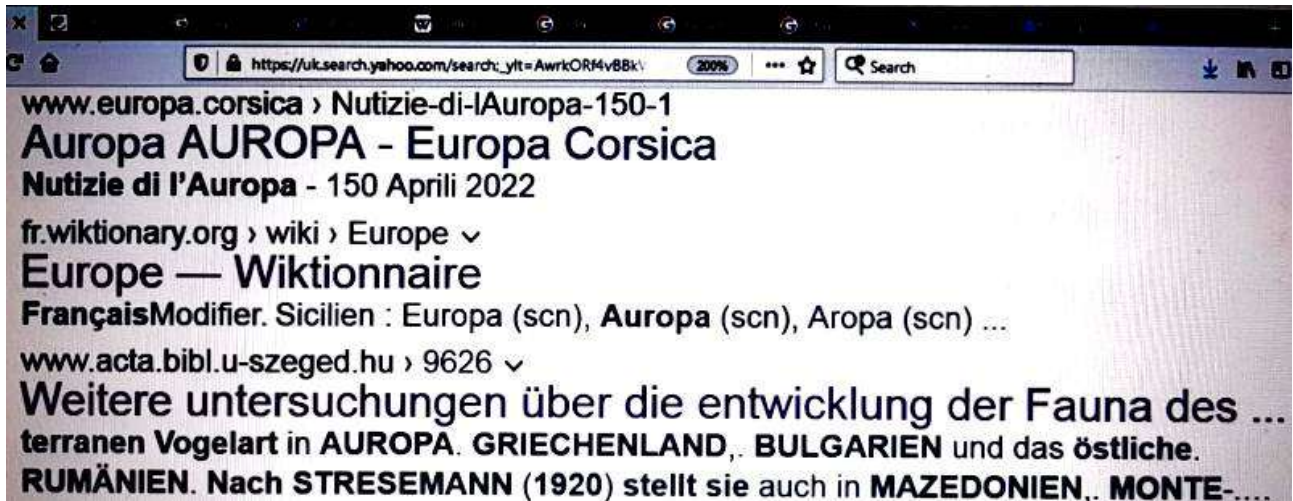 https://uk.search.yahoo.com/search;_ylt=AwrkORf4vBBk
200%
Search
www.europa.corsica › Nutizie-di-lAuropa-150-1
Auropa AUROPA - Europa Corsica
Nutizie di l'Auropa - 150 Aprili 2022
fr.wiktionary.org › wiki › Europe
Europe — Wiktionnaire
FrançaisModifier. Sicilien : Europa (scn), Auropa (scn), Aropa (scn) ...
www.acta.bibl.u-szeged.hu › 9626
Weitere untersuchungen über die entwicklung der Fauna des ...
terranen Vogelart in AUROPA. GRIECHENLAND,. BULGARIEN und das östliche.
RUMÄNIEN. Nach STRESEMANN (1920) stellt sie auch in MAZEDONIEN,. MONTE-...